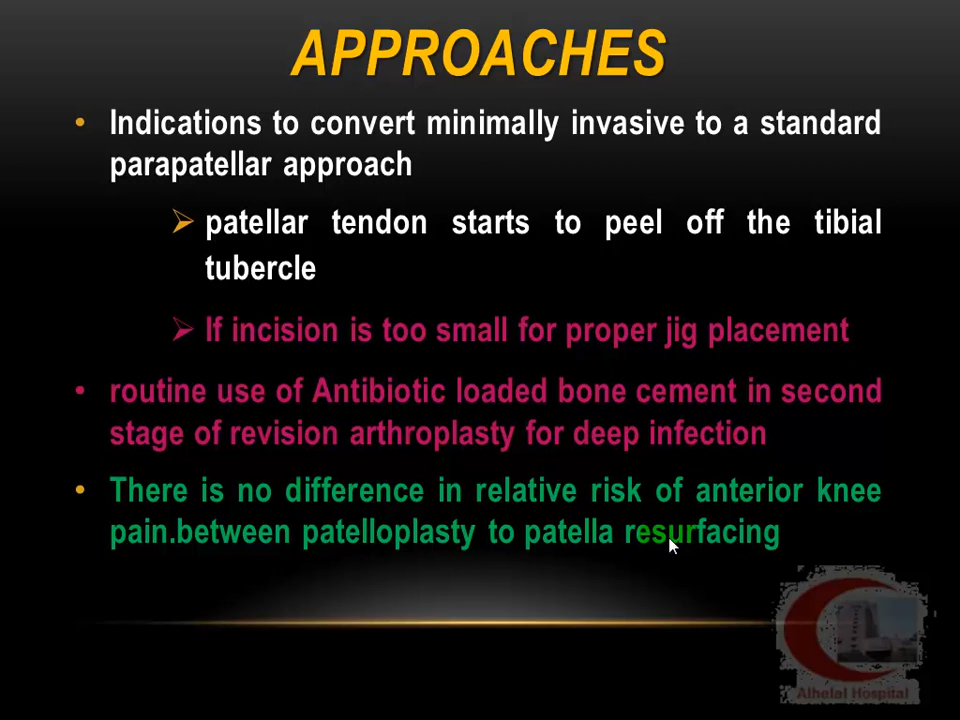 APPROACHES
• Indications to convert minimally invasive to a standard
parapatellar approach
➢ patellar tendon starts to peel off the tibial
tubercle
➢ If incision is too small for proper jig placement
• routine use of Antibiotic loaded bone cement in second
stage of revision arthroplasty for deep infection
• There is no difference in relative risk of anterior knee
pain.between patelloplasty to patella resurfacing
Alhelal Hospital